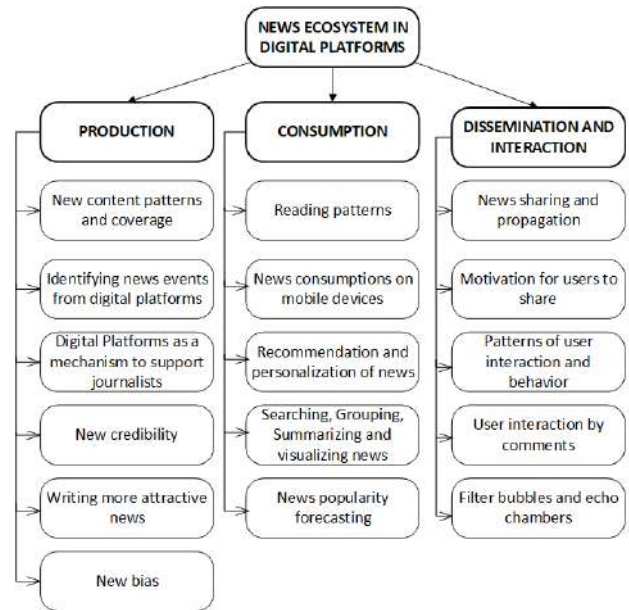 NEWS ECOSYSTEM IN
DIGITAL PLATFORMS
PRODUCTION
New content patterns
and coverage
Identifying news events
from digital platforms
Digital Platforms as a
mechanism to support
journalists
New credibility
Writing more attractive
news
New bias
CONSUMPTION
Reading patterns
News consumptions on
mobile devices
Recommendation and
personalization of news
Searching, Grouping,
Summarizing and
visualizing news
News popularity
forecasting
DISSEMINATION AND
INTERACTION
News sharing and
propagation
Motivation for users to
share
Patterns of user
interaction and
behavior
User interaction by
comments
Filter bubbles and echo
chambers